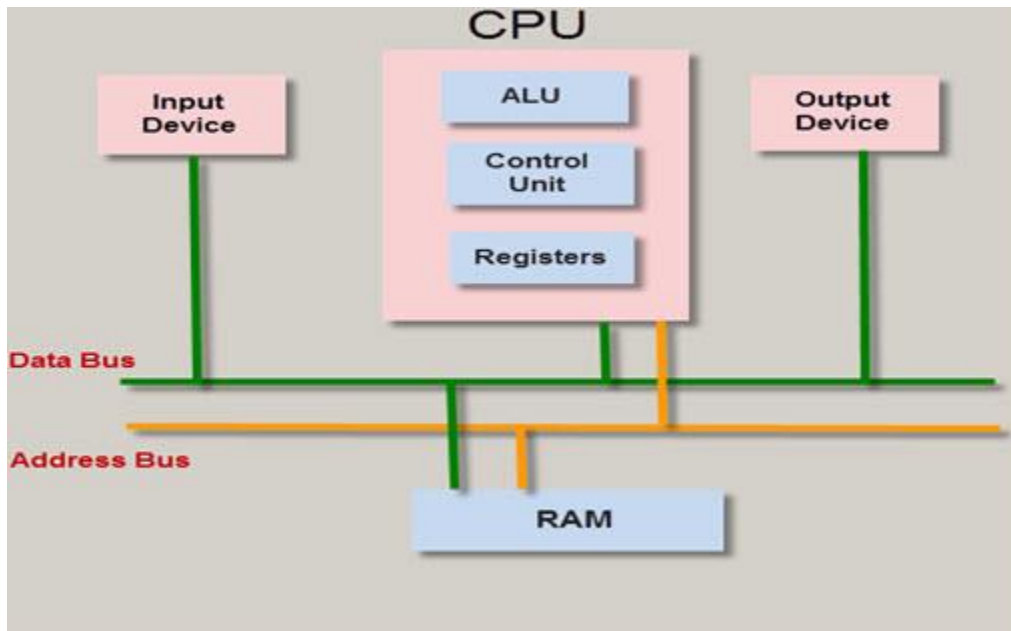 CPU
Input
Device
ALU
Control
Unit
Registers
Output
Device
Data Bus
Address Bus
RAM